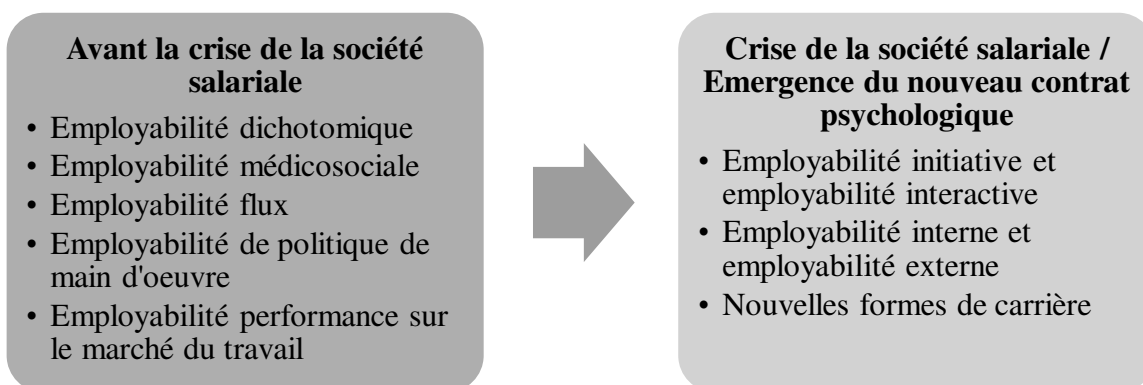 Avant la crise de la société
salariale
• Employabilité dichotomique
• Employabilité médicosociale
• Employabilité flux
• Employabilité de politique de
main d'oeuvre
• Employabilité performance sur
le marché du travail
Crise de la société salariale /
Emergence du nouveau contrat
psychologique
• Employabilité initiative et
employabilité interactive
• Employabilité interne et
employabilité externe
• Nouvelles formes de carrière